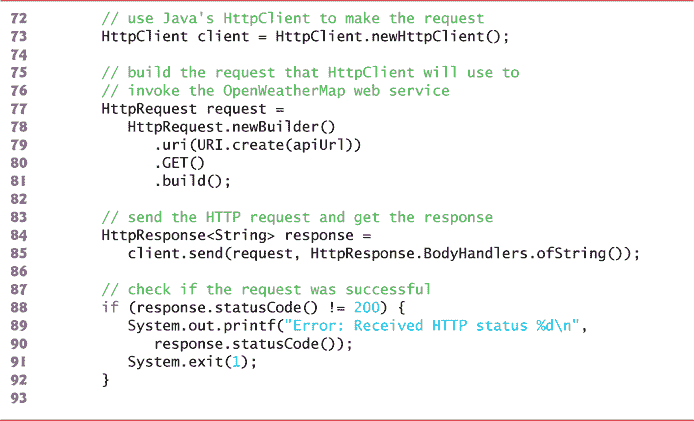 72 // use Java's HttpClient to make the request
73 HttpClient client = HttpClient.newHttpClient();
74
75 // build the request that HttpClient will use to
76 // invoke the OpenWeatherMap web service
77 HttpRequest request =
78 HttpRequest.newBuilder()
79 .uri(URI.create(apiUrl))
80 .GET()
81 .build();
82
83 // send the HTTP request and get the response
84 HttpResponse<String> response =
85 client.send(request, HttpResponse.BodyHandlers.ofString());
86
87 // check if the request was successful
88 if (response.statusCode() != 200) {
89 System.out.printf("Error: Received HTTP status %d\n",
90 response.statusCode());
91 System.exit(1);
92 }
93